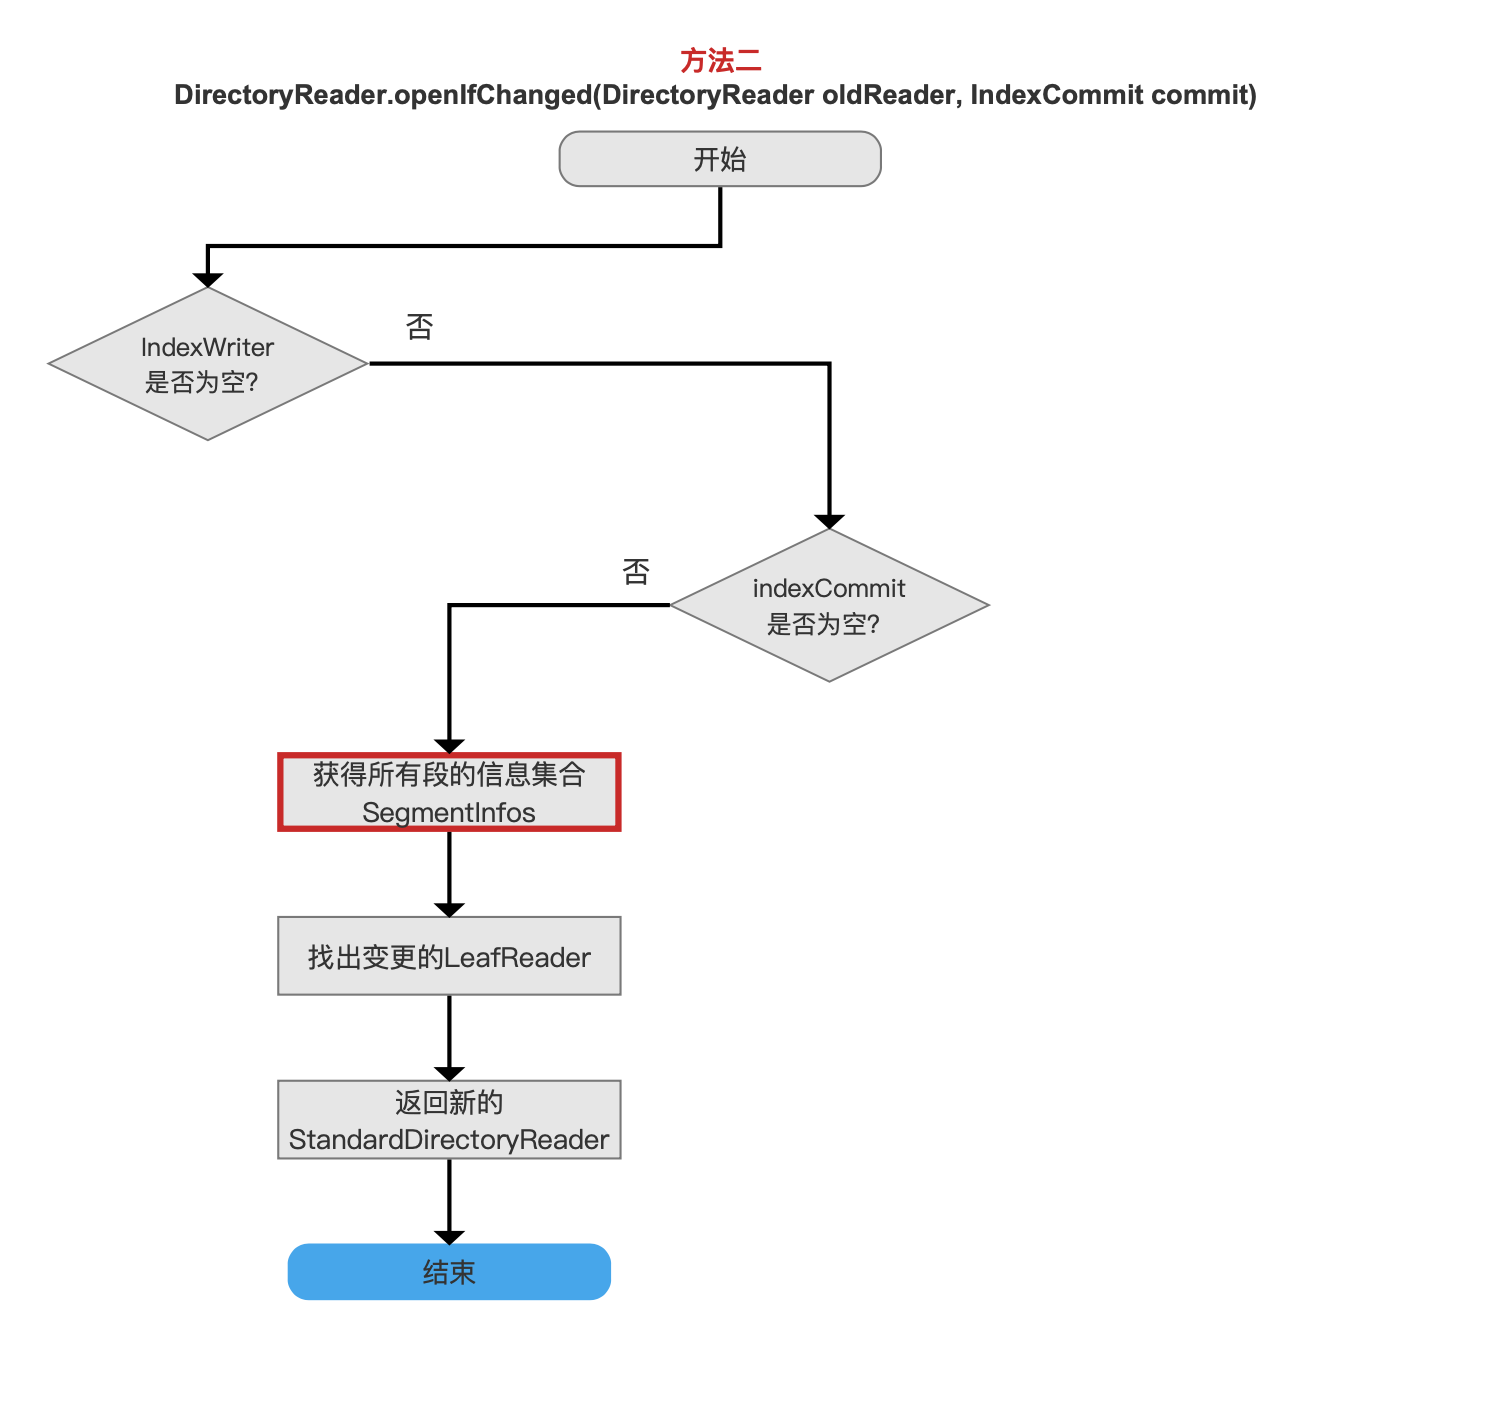 方法二
DirectoryReader.openIfChanged(DirectoryReader oldReader, IndexCommit commit)
开始
否
IndexWriter
是否为空?
否
indexCommit
是否为空?
获得所有段的信息集合
SegmentInfos
找出变更的LeafReader
返回新的
StandardDirectoryReader
结束